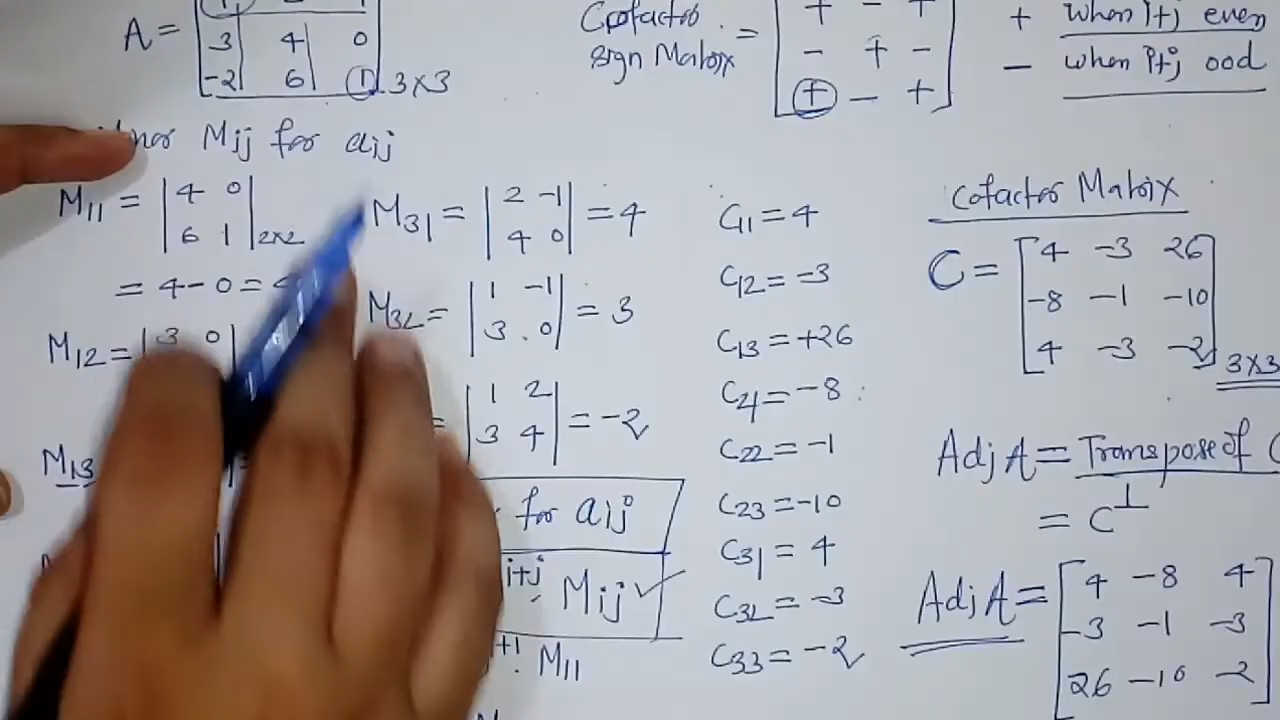 A =
3 4 0
-2 6 1 3×3
Cofactor
sign Matrix =
+ - +
- + -
+ - +
+ when i+j even
- when i+j ood
Mij for aij
M11 = | 4 0 |
| 6 1 | 2×2
= 4-0 =
M12 = | 3 0 |
M13
M31 = | 2 -1 | = 4
| 4 0 |
M32 = | 1 -1 | = 3
| 3 0 |
= | 1 2 | = -2
| 3 4 |
for aij
i+j Mij ✓
+1 . M11
C11 = 4
C12 = -3
C13 = +26
C21 = -8
C22 = -1
C23 = -10
C31 = 4
C32 = -3
C33 = -2
Cofactor Matrix
C = 4 -3 26
-8 -1 -10
4 -3 -2 3×3
Adj A = Transpose of
= C⊥
Adj A = 4 -8 4
-3 -1 -3
26 -10 -2